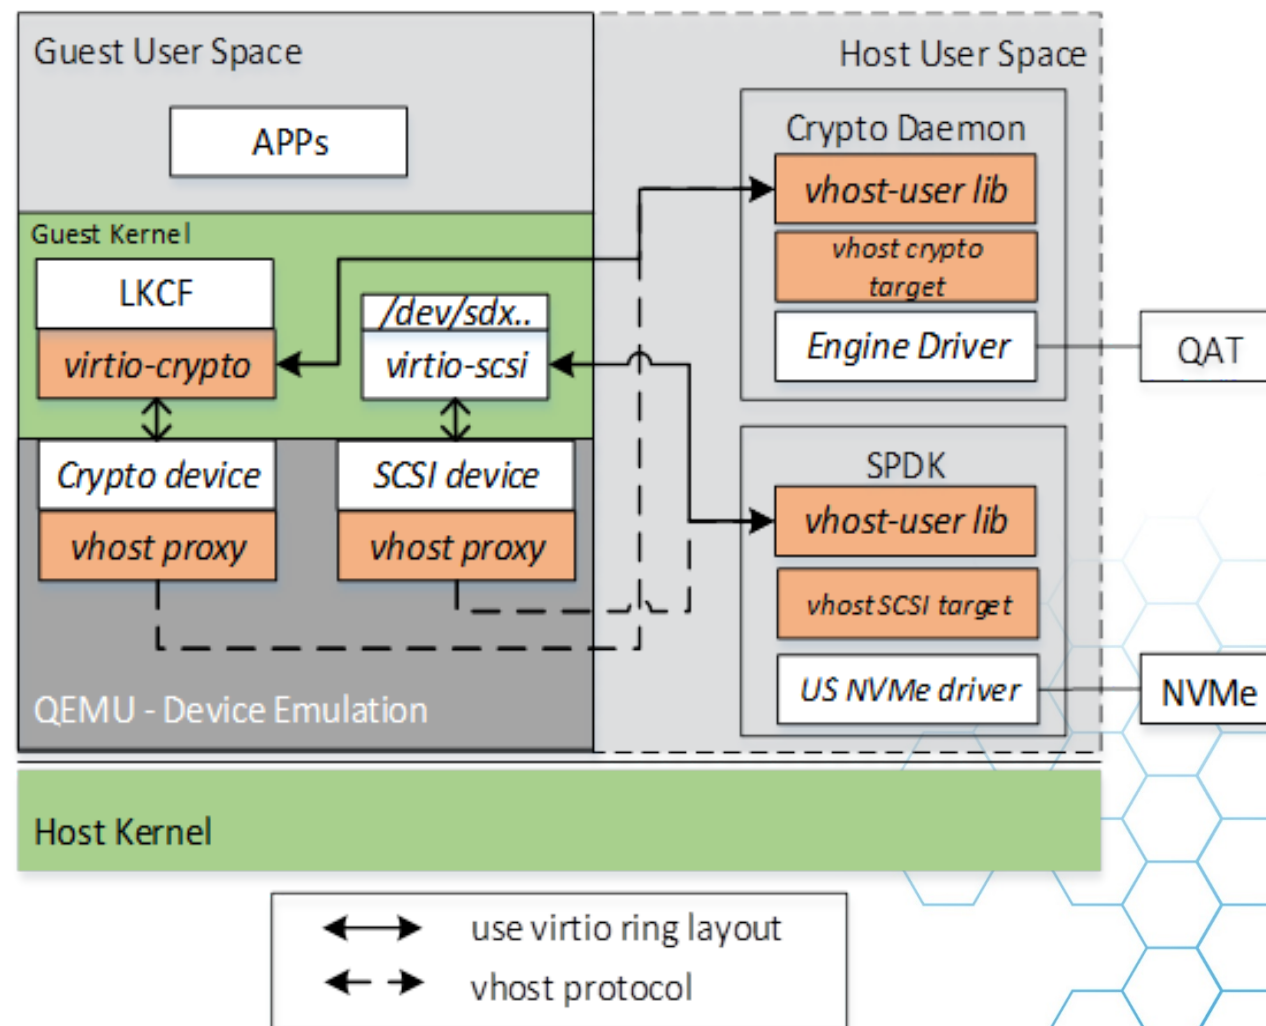 Guest User Space
Host User Space
APPs
Crypto Daemon
vhost-user lib
vhost crypto
target
Engine Driver
QAT
Guest Kernel
LKCF
virtio-crypto
/dev/sdx..
virtio-scsi
Crypto device
vhost proxy
SCSI device
vhost proxy
SPDK
vhost-user lib
vhost SCSI target
US NVMe driver
NVMe
QEMU - Device Emulation
Host Kernel
use virtio ring layout
vhost protocol